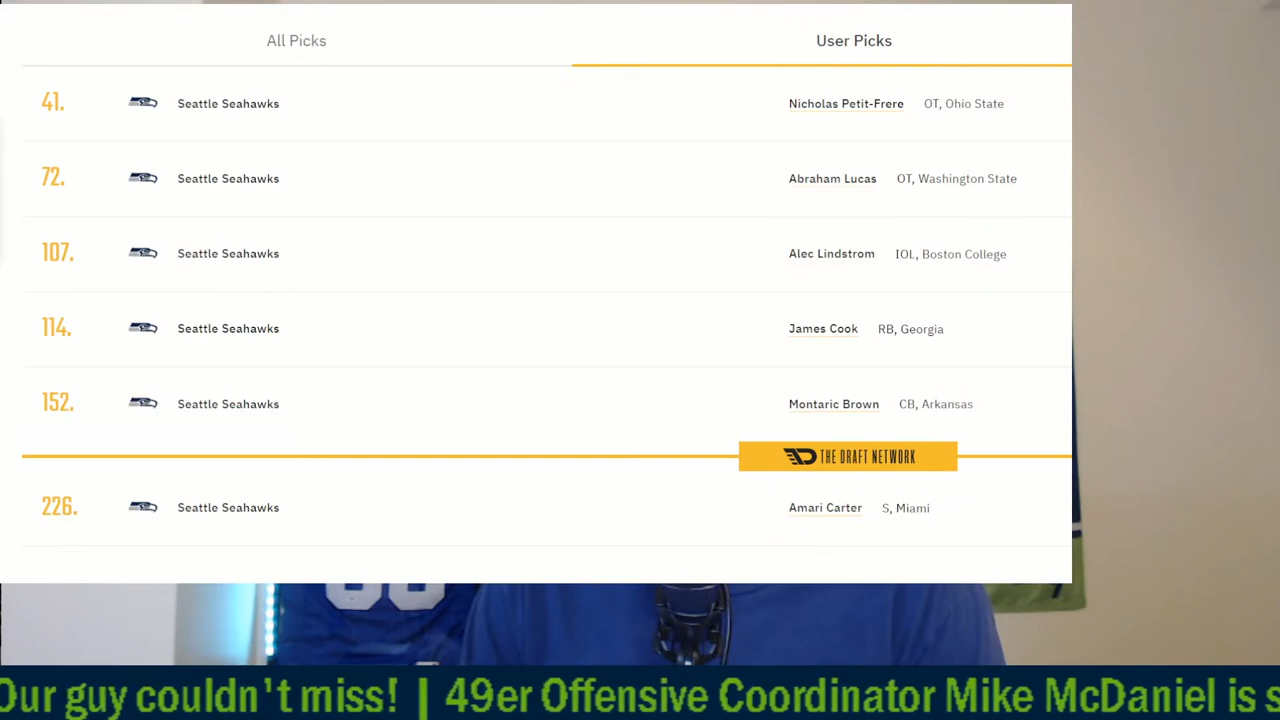 All Picks User Picks
41. Seattle Seahawks Nicholas Petit-Frere OT, Ohio State
72. Seattle Seahawks Abraham Lucas OT, Washington State
107. Seattle Seahawks Alec Lindstrom IOL, Boston College
114. Seattle Seahawks James Cook RB, Georgia
152. Seattle Seahawks Montaric Brown CB, Arkansas
THE DRAFT NETWORK
226. Seattle Seahawks Amari Carter S, Miami
Our guy couldn't miss! | 49er Offensive Coordinator Mike McDaniel is s